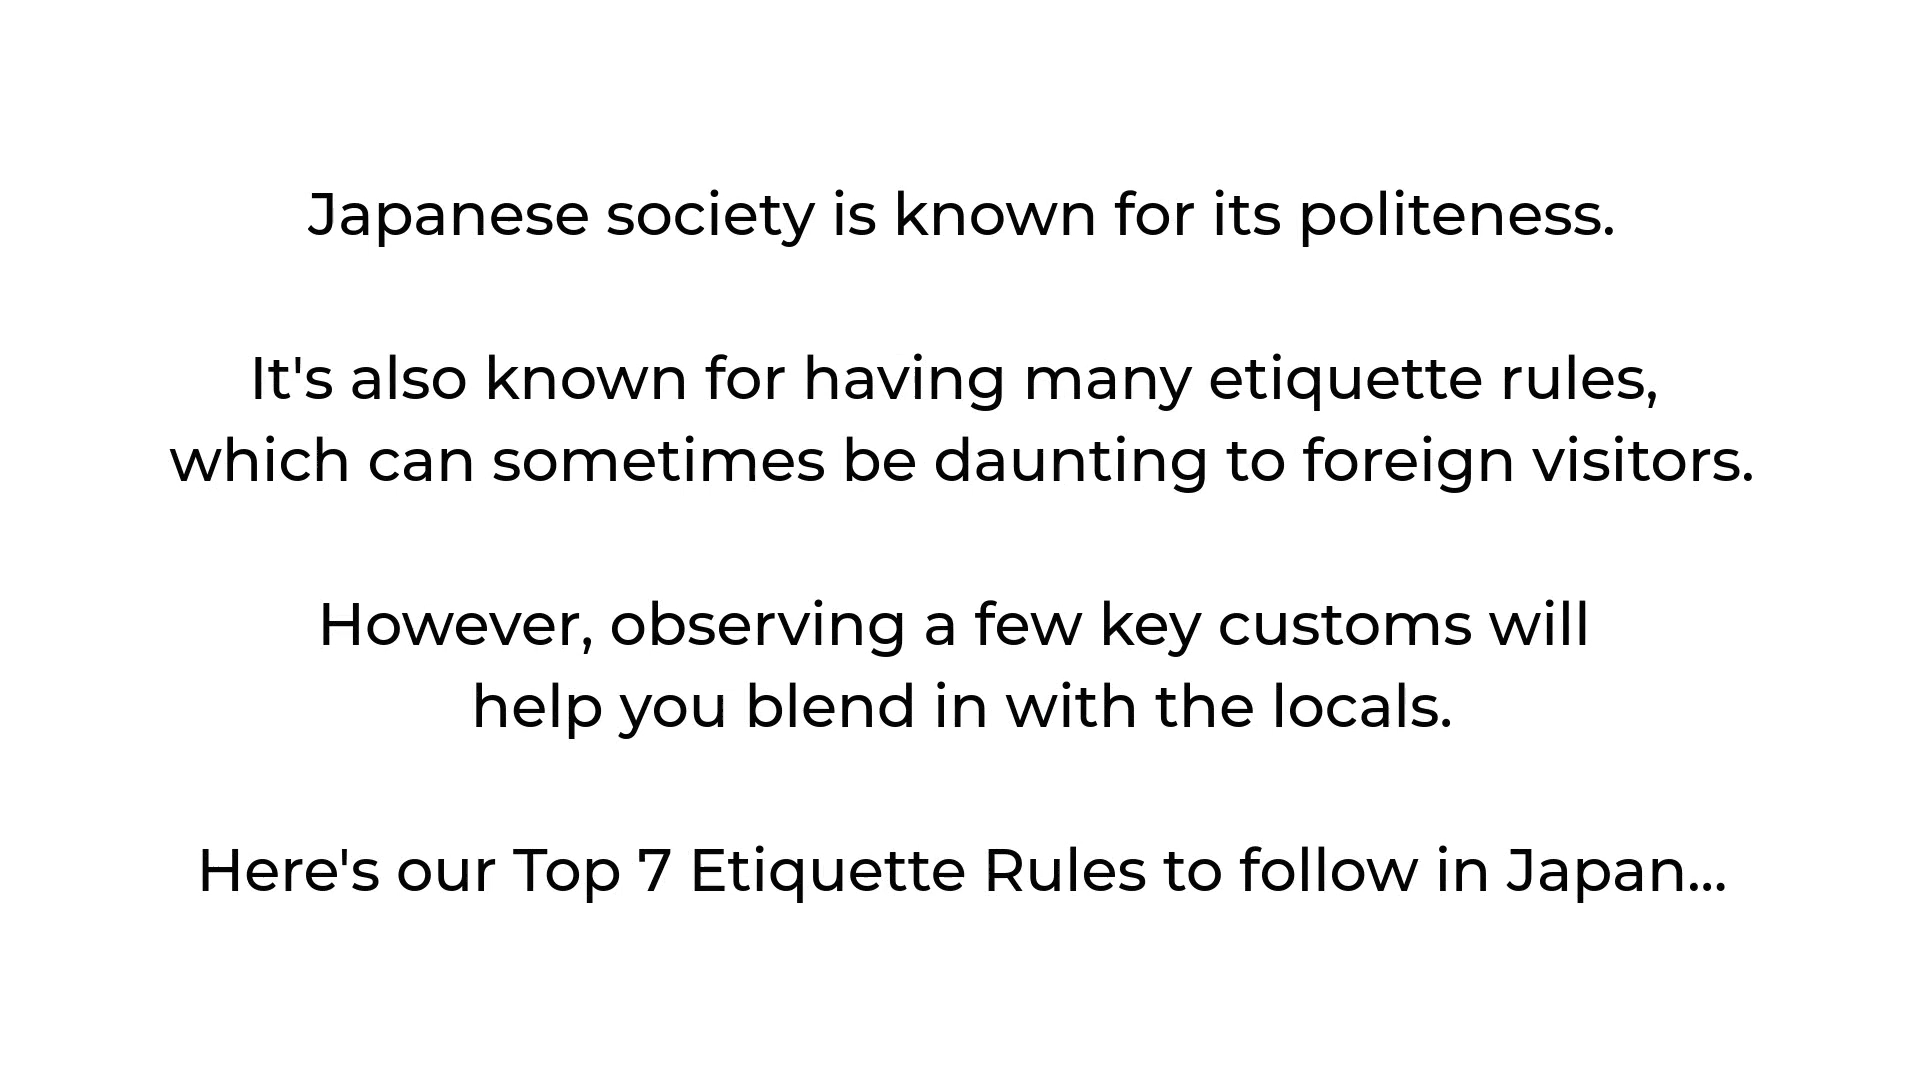 Japanese society is known for its politeness.
It's also known for having many etiquette rules,
which can sometimes be daunting to foreign visitors.
However, observing a few key customs will
help you blend in with the locals.
Here's our Top 7 Etiquette Rules to follow in Japan...